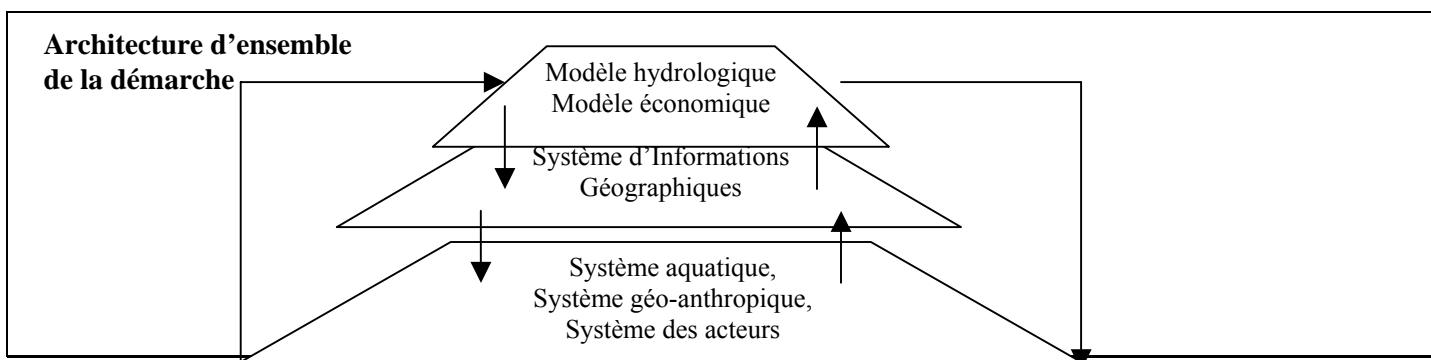 Architecture d’ensemble
de la démarche
Modèle hydrologique
Modèle économique
Système d’Informations
Géographiques
Système aquatique,
Système géo-anthropique,
Système des acteurs